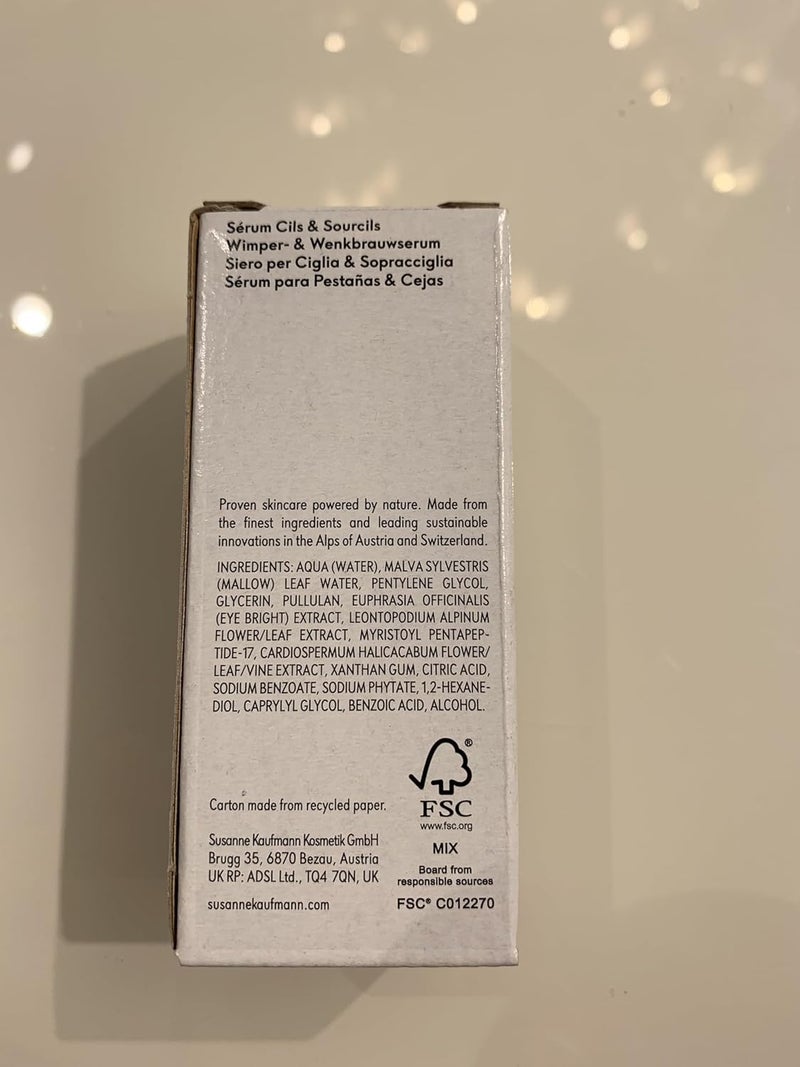 Sérum Cils & Sourcils
Wimper- & Wenkbrauwserum
Siero per Ciglia & Sopracciglia
Sérum para Pestañas & Cejas
Proven skincare powered by nature. Made from
the finest ingredients and leading sustainable
innovations in the Alps of Austria and Switzerland.
INGREDIENTS: AQUA (WATER), MALVA SYLVESTRIS
(MALLOW) LEAF WATER, PENTYLENE GLYCOL,
GLYCERIN, PULLULAN, EUPHRASIA OFFICINALIS
(EYE BRIGHT) EXTRACT, LEONTOPODIUM ALPINUM
FLOWER/LEAF EXTRACT, MYRISTOYL PENTAPEP-
TIDE-17, CARDIOSPERMUM HALICACABUM FLOWER/
LEAF/VINE EXTRACT, XANTHAN GUM, CITRIC ACID,
SODIUM BENZOATE, SODIUM PHYTATE, 1,2-HEXANE-
DIOL, CAPRYLYL GLYCOL, BENZOIC ACID, ALCOHOL.
Carton made from recycled paper.
Susanne Kaufmann Kosmetik GmbH
Brugg 35, 6870 Bezau, Austria
UK RP: ADSL Ltd., TQ4 7QN, UK
susannekaufmann.com
®
FSC
www.fsc.org
MIX
Board from
responsible sources
FSC® C012270